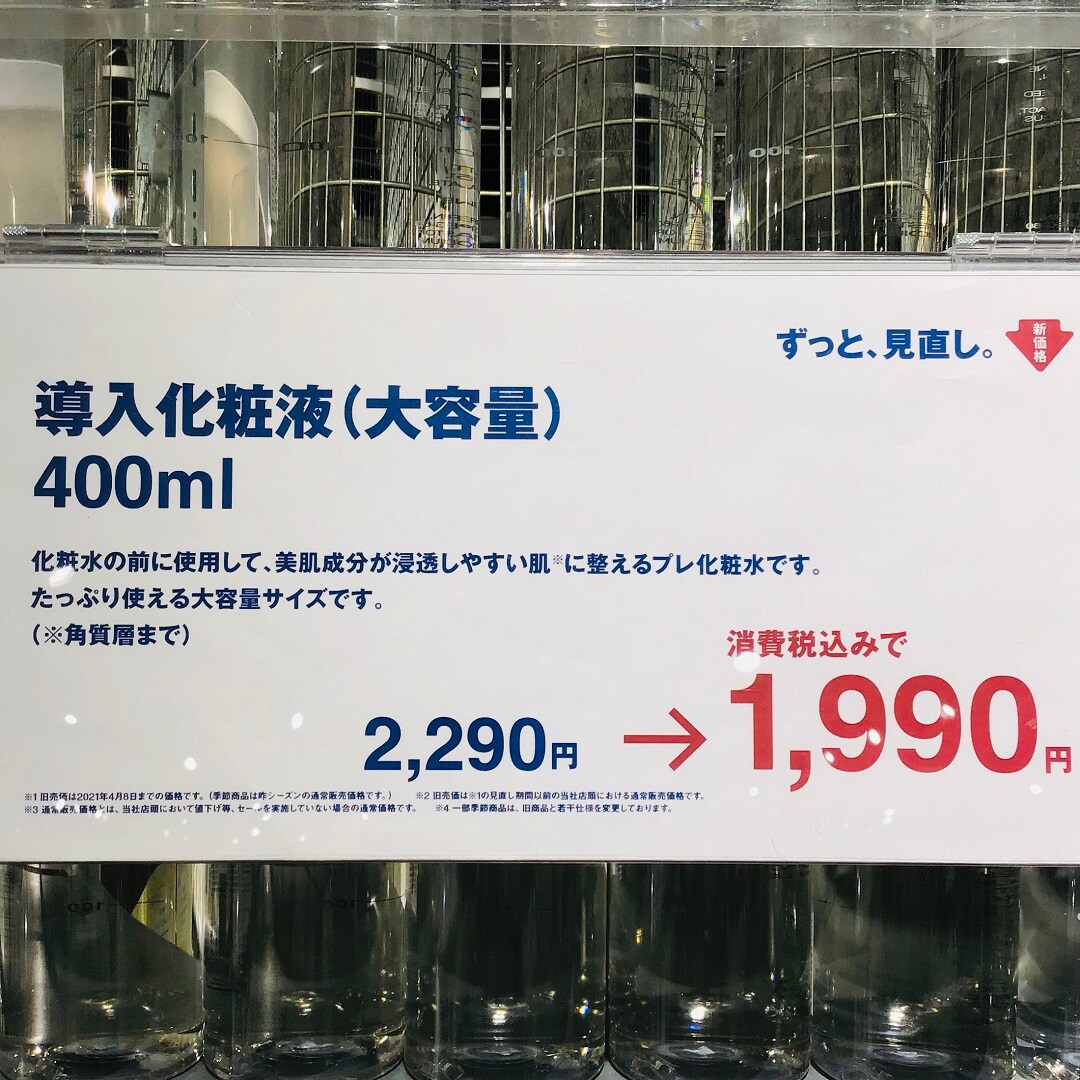 ずっと、見直し。
新価格
導入化粧液（大容量）
400ml
化粧水の前に使用して、美肌成分が浸透しやすい肌※に整えるプレ化粧水です。
たっぷり使える大容量サイズです。
（※角質層まで）
消費税込みで
2,290円 → 1,990円
※1 旧売価は2021年4月8日までの価格です。（季節商品は昨シーズンの通常販売価格です。） ※2 旧売価は※1の見直し期間以前の当社店頭における通常販売価格です。
※3 通常販売価格とは、当社店頭において値下げ等、セールを実施していない場合の通常価格です。 ※4 一部季節商品は、旧商品と若干仕様を変更しております。
100
100
100
100